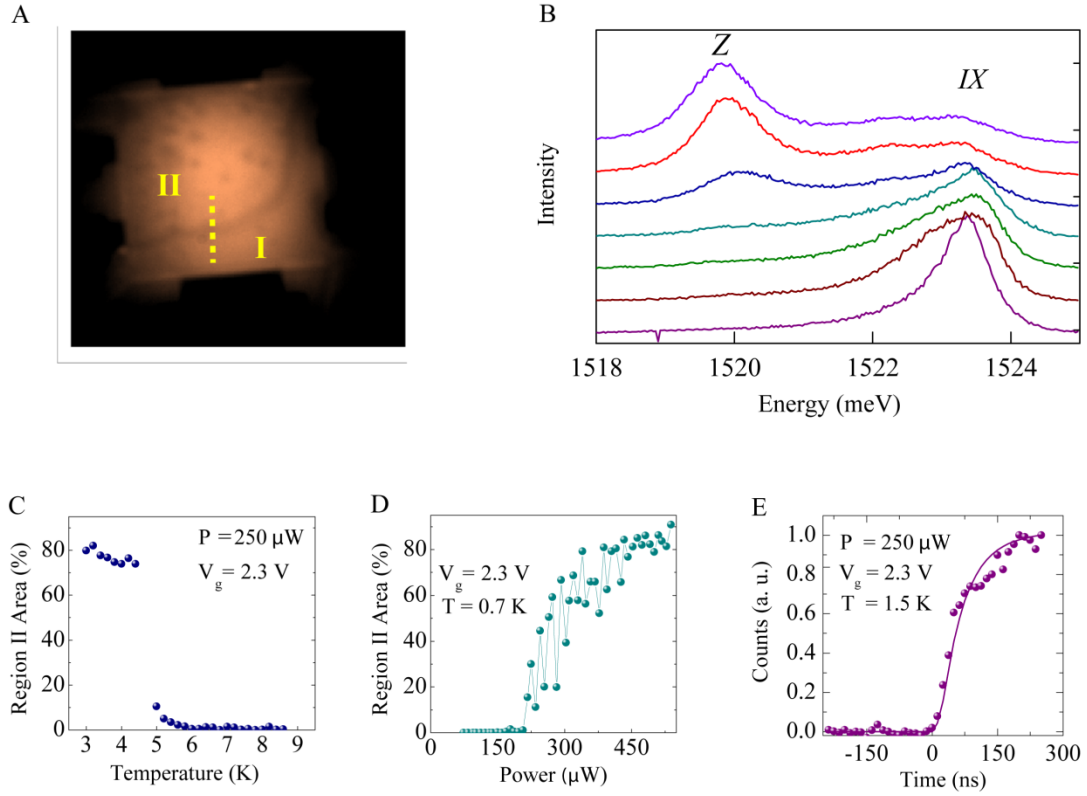 A
II
I
B
Z
IX
Intensity
1518
1520
1522
1524
Energy (meV)
C
P = 250 μW
V_g = 2.3 V
Region II Area (%)
80
60
40
20
0
3
4
5
6
7
8
9
Temperature (K)
D
V_g = 2.3 V
T = 0.7 K
Region II Area (%)
80
60
40
20
0
0
150
300
450
Power (μW)
E
P = 250 μW
V_g = 2.3 V
T = 1.5 K
Counts (a. u.)
1.0
0.8
0.6
0.4
0.2
0.0
-150
0
150
Time (ns)